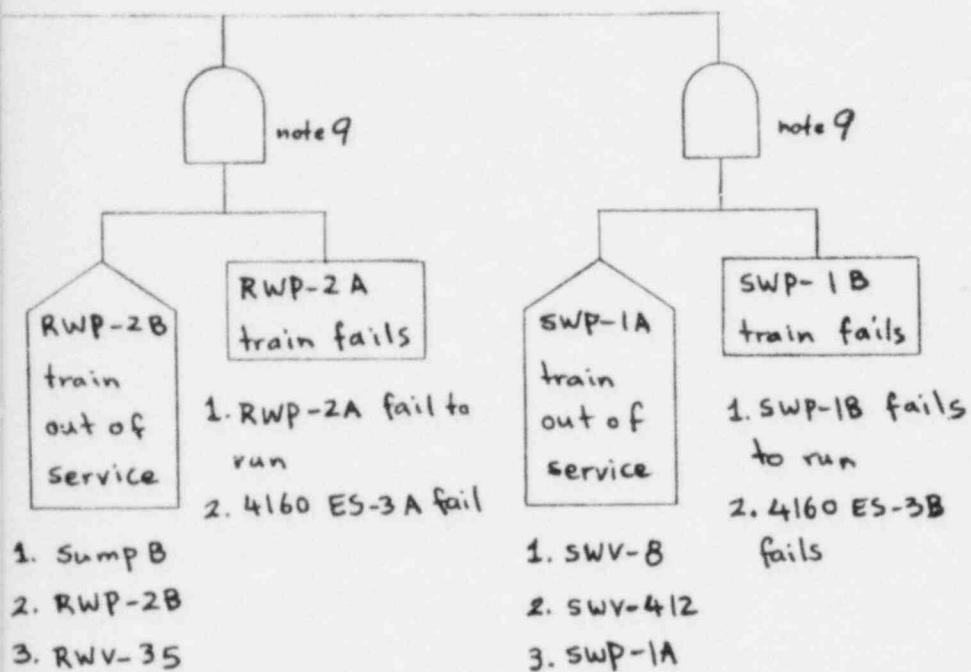 note 9
note 9
RWP-2B
train
out of
service
1. Sump B
2. RWP-2B
3. RWV-35
RWP-2A
train fails
1. RWP-2A fail to
run
2. 4160 ES-3A fail
SWP-1A
train
out of
service
1. SWV-8
2. SWV-412
3. SWP-1A
SWP-1B
train fails
1. SWP-1B fails
to run
2. 4160 ES-3B
fails